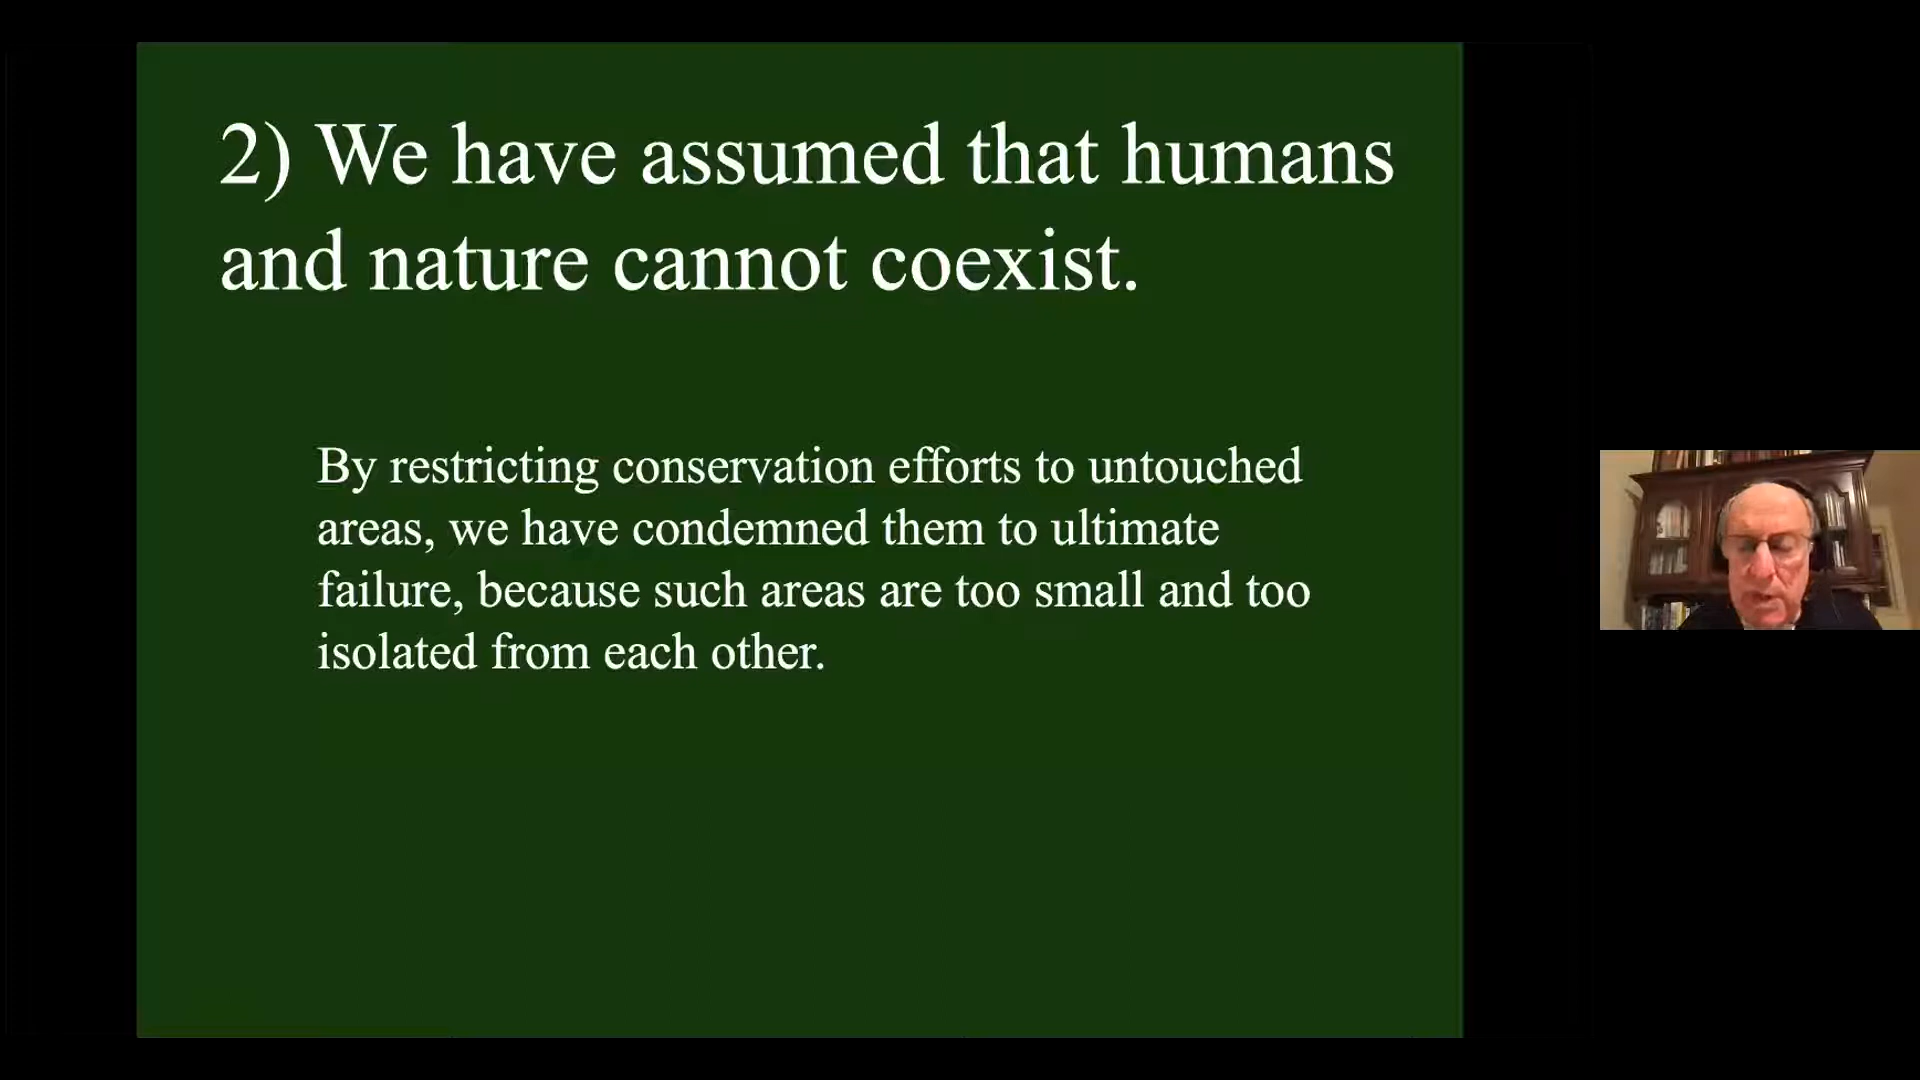 2) We have assumed that humans
and nature cannot coexist.
By restricting conservation efforts to untouched
areas, we have condemned them to ultimate
failure, because such areas are too small and too
isolated from each other.